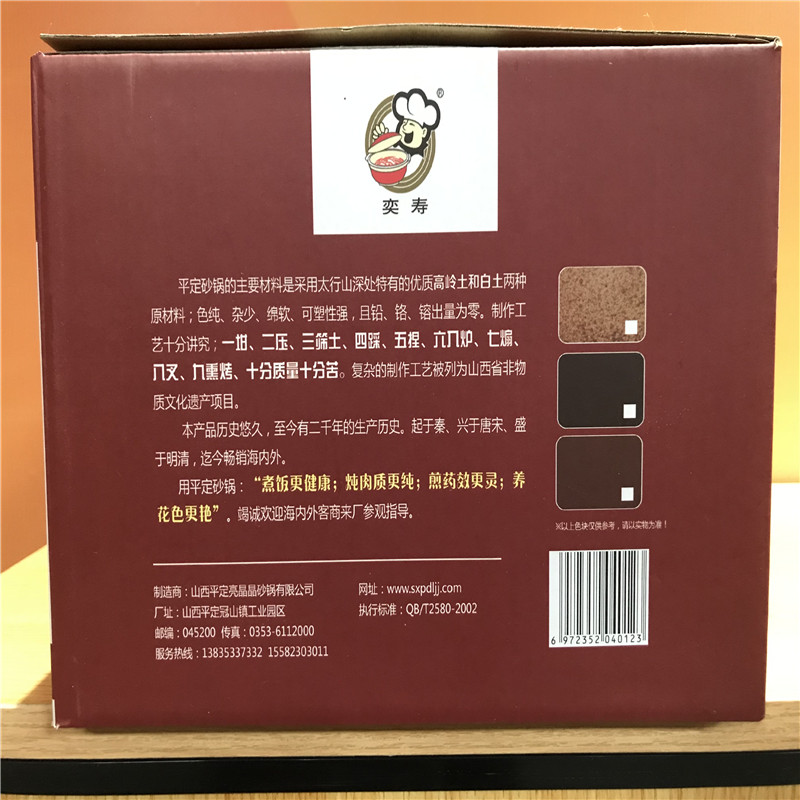 ®
奕寿
平定砂锅的主要材料是采用太行山深处特有的优质高岭土和白土两种
原材料；色纯、杂少、绵软、可塑性强，且铅、铬、镕出量为零。制作工
艺十分讲究；一坩、二压、三筛土、四踩、五捏、六入炉、七煽、
八叉、九熏烤、十分质量十分苦。复杂的制作工艺被列为山西省非物
质文化遗产项目。
本产品历史悠久，至今有二千年的生产历史。起于秦、兴于唐宋、盛
于明清，迄今畅销海内外。
用平定砂锅：“煮饭更健康；炖肉质更纯；煎药效更灵；养
花色更艳”。竭诚欢迎海内外客商来厂参观指导。
※以上色块仅供参考，请以实物为准！
制造商：山西平定亮晶晶砂锅有限公司
厂址：山西平定冠山镇工业园区
邮编：045200 传真：0353-6112000
服务热线：13835337332 15582303011
网址：www.sxpdljj.com
执行标准：QB/T2580-2002
6 972352 040123